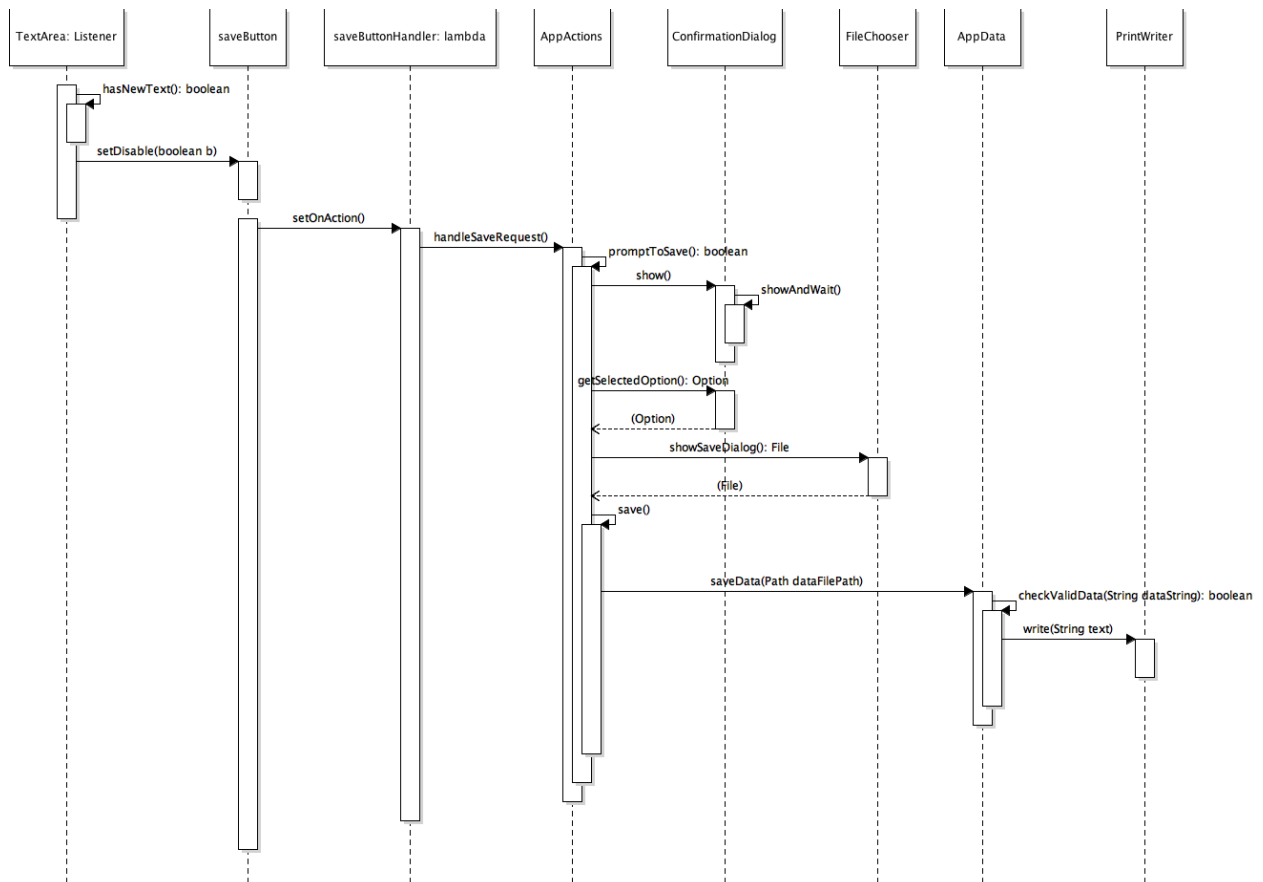 TextArea: Listener
saveButton
saveButtonHandler: lambda
AppActions
ConfirmationDialog
FileChooser
AppData
PrintWriter
hasNewText(): boolean
setDisable(boolean b)
setOnAction()
handleSaveRequest()
promptToSave(): boolean
show()
showAndWait()
getSelectedOption(): Option
(Option)
showSaveDialog(): File
(File)
save()
saveData(Path dataFilePath)
checkValidData(String dataString): boolean
write(String text)